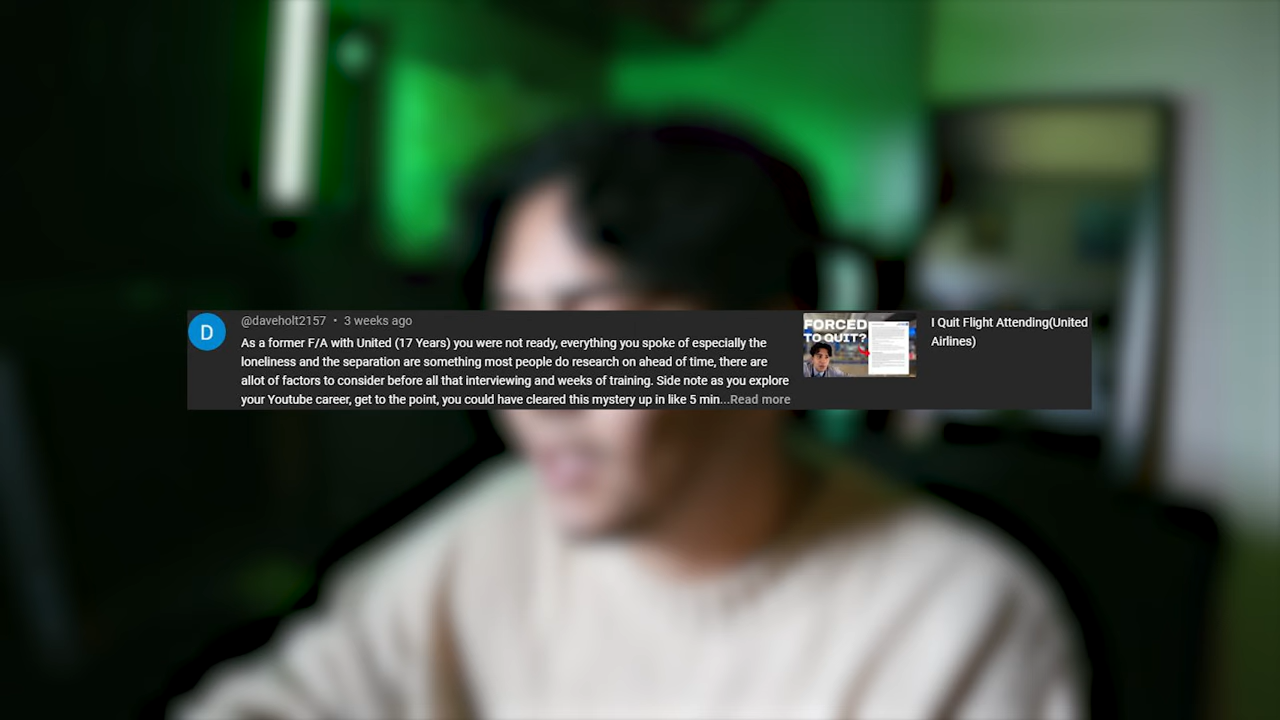 D
@daveholt2157 • 3 weeks ago
As a former F/A with United (17 Years) you were not ready, everything you spoke of especially the
loneliness and the separation are something most people do research on ahead of time, there are
allot of factors to consider before all that interviewing and weeks of training. Side note as you explore
your Youtube career, get to the point, you could have cleared this mystery up in like 5 min...Read more
FORCED
TO QUIT?
I Quit Flight Attending(United
Airlines)